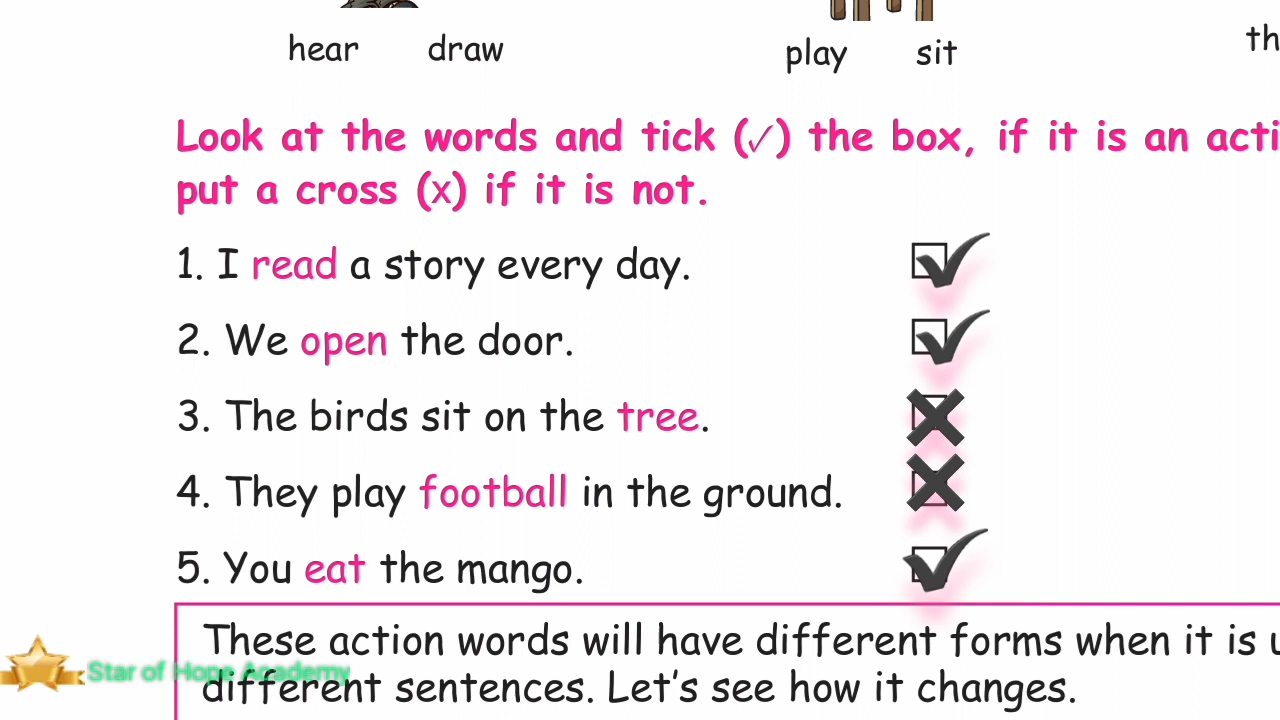 hear draw play sit th
Look at the words and tick (✓) the box, if it is an acti
put a cross (x) if it is not.
1. I read a story every day.
2. We open the door.
3. The birds sit on the tree.
4. They play football in the ground.
5. You eat the mango.
These action words will have different forms when it is u
different sentences. Let's see how it changes.
Star of Hope Academy